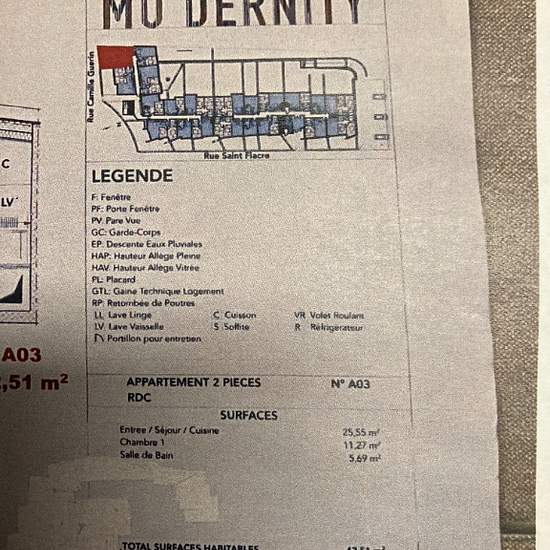 MO DERNITY
Rue Camille Guerin
Rue Saint Fiacre
LEGENDE
F: Fenêtre
PF: Porte Fenêtre
PV: Pare Vue
GC: Garde-Corps
EP: Descente Eaux Pluviales
HAP: Hauteur Allège Pleine
HAV: Hauteur Allège Vitrée
PL: Placard
GTL: Gaine Technique Logement
RP: Retombée de Poutres
LL Lave Linge C Cuisson VR Volet Roulant
LV Lave Vaisselle S Soffite R Réfrigérateur
Portillon pour entretien
C
LV
A03
,51 m²
APPARTEMENT 2 PIECES N° A03
RDC
SURFACES
Entree / Séjour / Cuisine 25,55 m²
Chambre 1 11,27 m²
Salle de Bain 5,69 m²
TOTAL SURFACES HABITABLES 42,51 m²